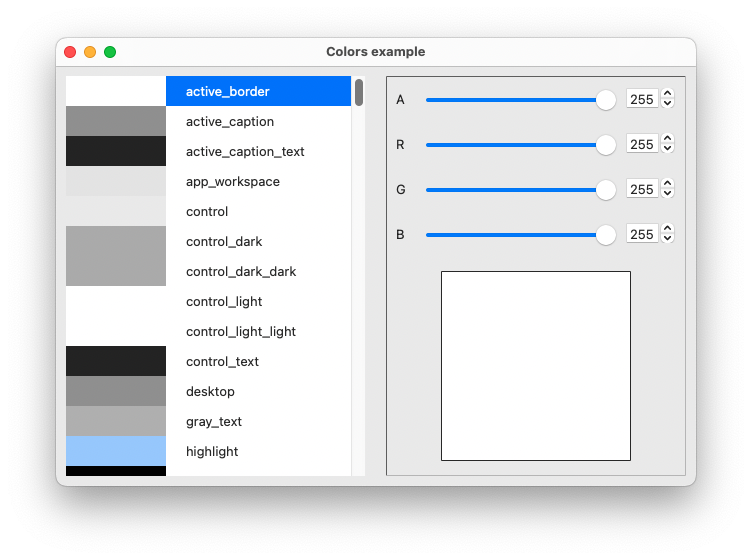 Colors example
active_border
active_caption
active_caption_text
app_workspace
control
control_dark
control_dark_dark
control_light
control_light_light
control_text
desktop
gray_text
highlight
A 255
R 255
G 255
B 255